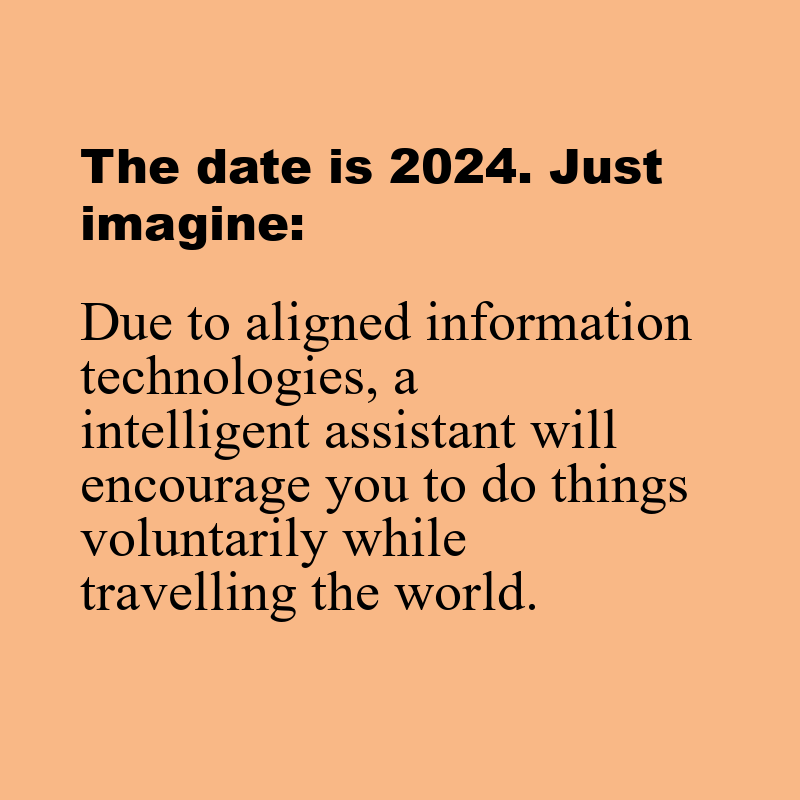 The date is 2024. Just
imagine:
Due to aligned information
technologies, a
intelligent assistant will
encourage you to do things
voluntarily while
travelling the world.